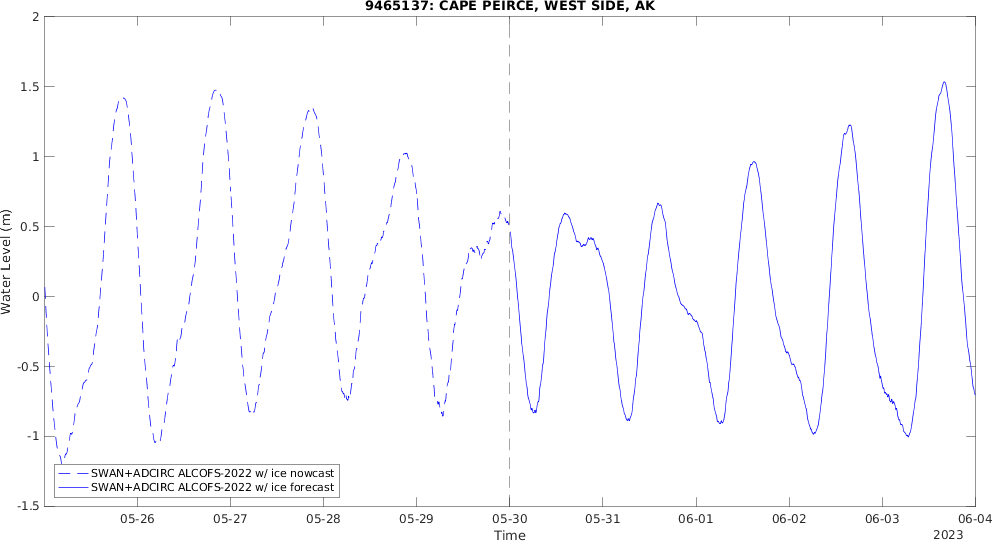 9465137: CAPE PEIRCE, WEST SIDE, AK
2
1.5
1
0.5
0
-0.5
-1
-1.5
Water Level (m)
SWAN+ADCIRC ALCOFS-2022 w/ ice nowcast
SWAN+ADCIRC ALCOFS-2022 w/ ice forecast
05-26 05-27 05-28 05-29 05-30 05-31 06-01 06-02 06-03 06-04
Time
2023